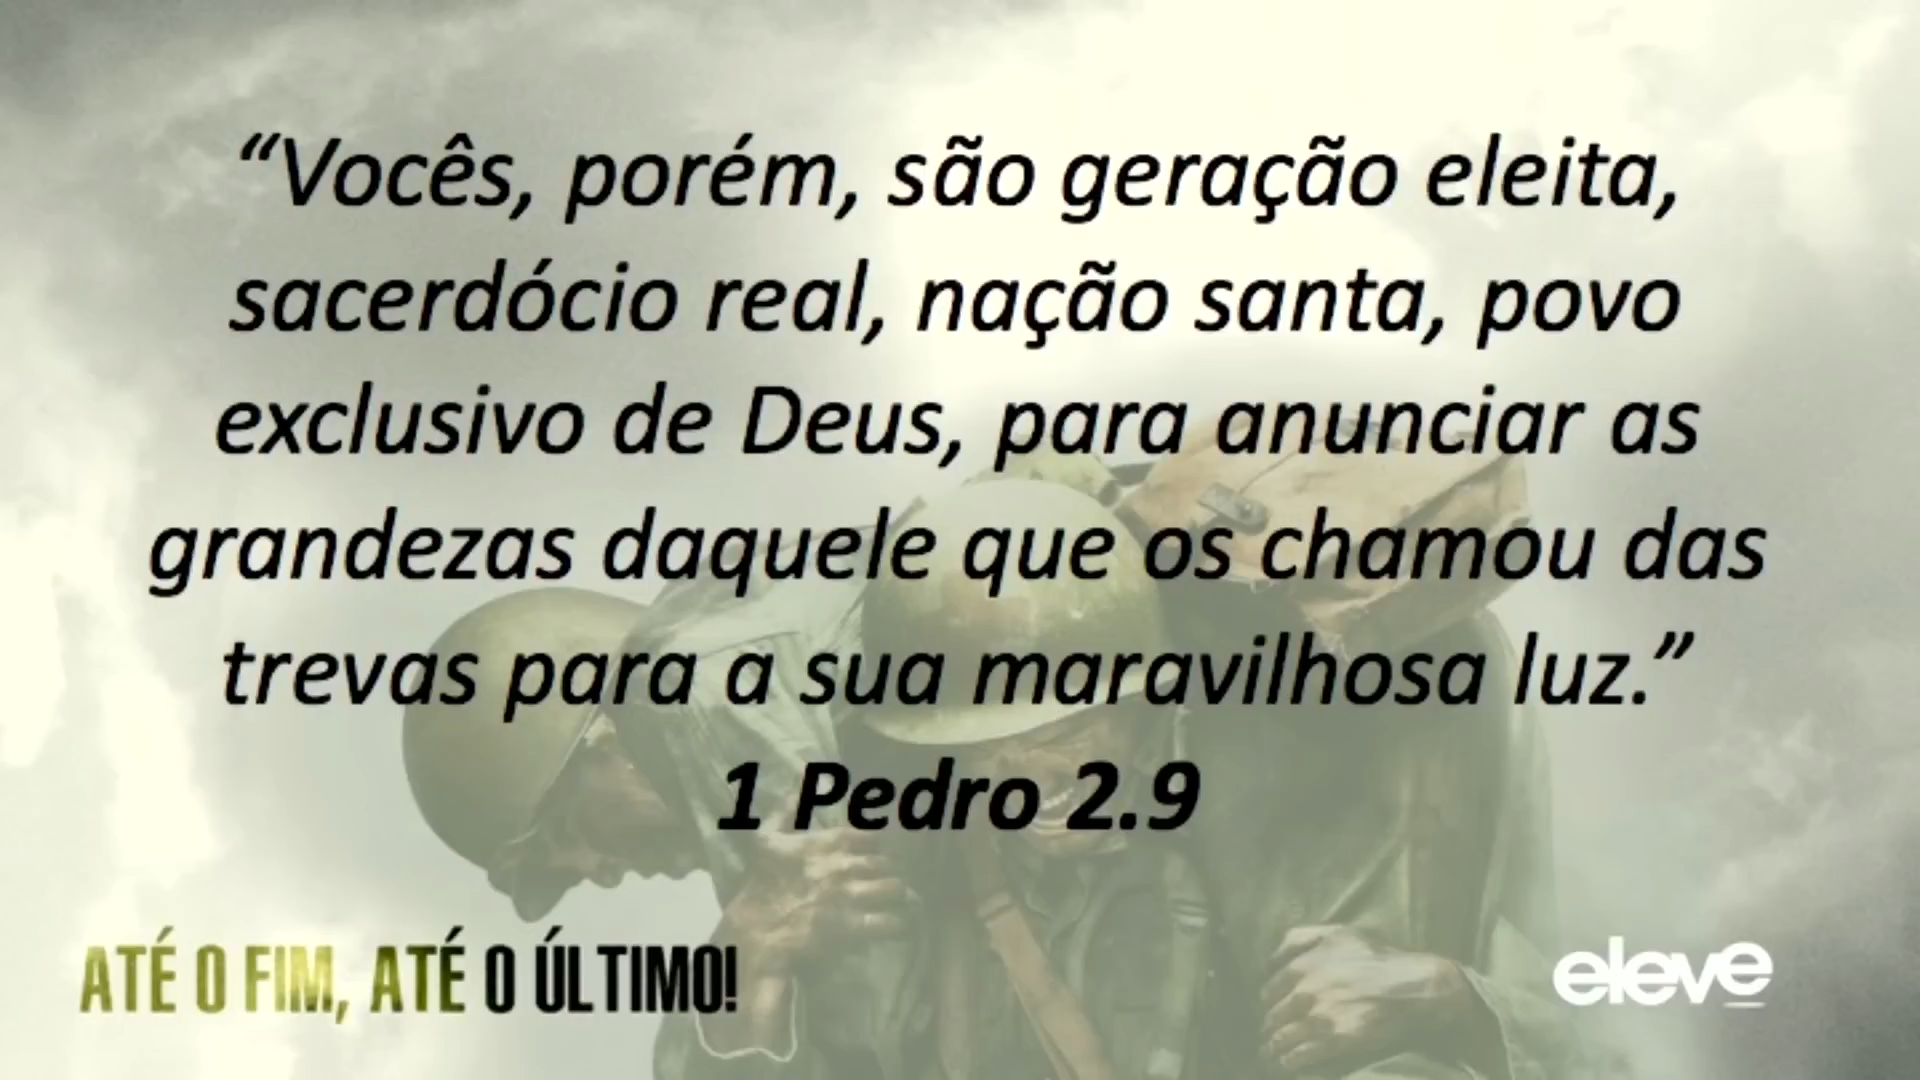 “Vocês, porém, são geração eleita,
sacerdócio real, nação santa, povo
exclusivo de Deus, para anunciar as
grandezas daquele que os chamou das
trevas para a sua maravilhosa luz.”
1 Pedro 2.9
ATÉ O FIM, ATÉ O ÚLTIMO!
eleve